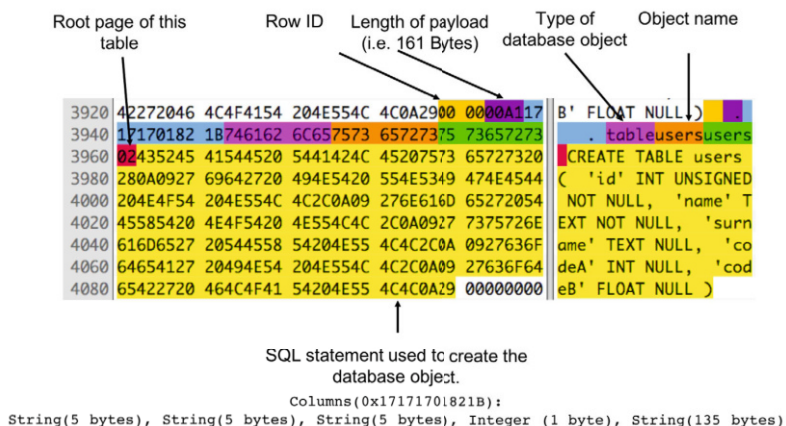 Root page of this
table
Row ID
Length of payload
(i.e. 161 Bytes)
Type of
database object
Object name
3920 42272046 4C4F4154 204E554C 4C0A2900 000000A117 B' FLOAT NULL ) .
3940 17170182 1B746162 6C657573 65727375 73657273 . . tableusersusers
3960 02435245 41544520 5441424C 45207573 65727320 CREATE TABLE users
3980 280A0927 69642720 494E5420 554E5349 474E4544 ( 'id' INT UNSIGNED
4000 204E4F54 204E554C 4C2C0A09 276E616D 65272054 NOT NULL, 'name' T
4020 45585420 4E4F5420 4E554C4C 2C0A0927 7375726E EXT NOT NULL, 'surn
4040 616D6527 20544558 54204E55 4C4C2C0A 0927636F ame' TEXT NULL, 'co
4060 64654127 20494E54 204E554C 4C2C0A09 27636F64 deA' INT NULL, 'cod
4080 65422720 464C4F41 54204E55 4C4C0A29 00000000 eB' FLOAT NULL )
SQL statement used to create the
database object.
Columns(0x17171701821B):
String(5 bytes), String(5 bytes), String(5 bytes), Integer (1 byte), String(135 bytes)